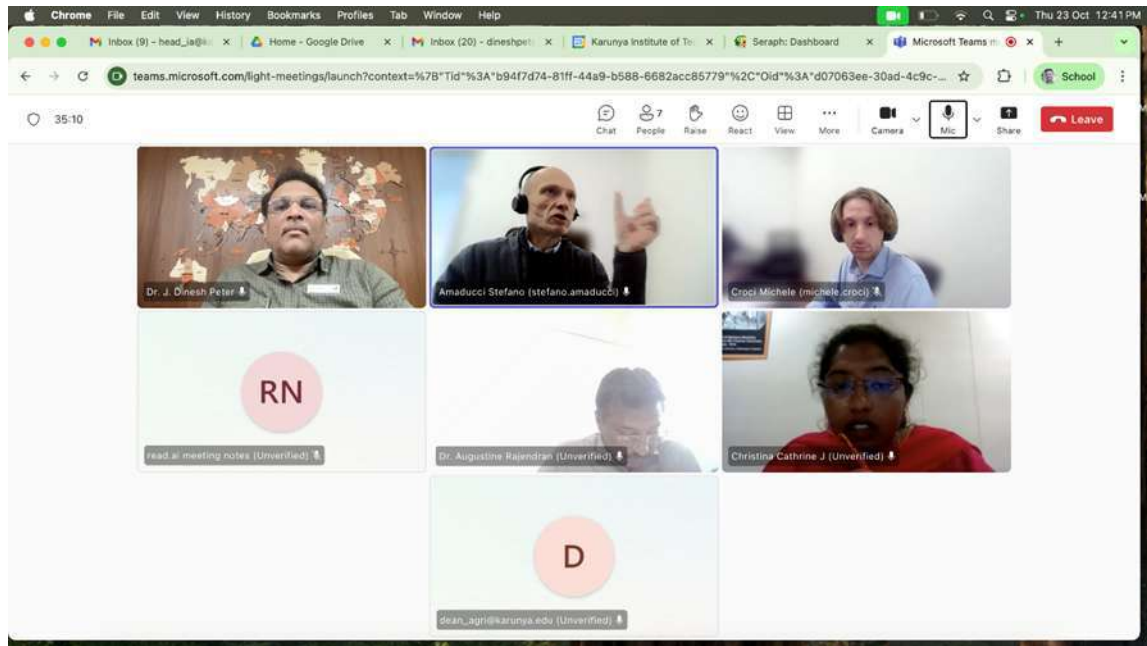 Chrome File Edit View History Bookmarks Profiles Tab Window Help
Thu 23 Oct 12:41 PM
Inbox (9) – head_ia@k
Home - Google Drive
Inbox (20) – dineshpet
Karunya Institute of Te
Seraph: Dashboard
Microsoft Teams m
teams.microsoft.com/light-meetings/launch?context=%7B"Tid"%3A"b94f7d74-81ff-44a9-b588-6682acc85779"%2C"Oid"%3A"d07063ee-30ad-4c9c-...
School
35:10
7
Chat People Raise React View More Camera Mic Share
Leave
Dr. J. Dinesh Peter
Amaducci Stefano (stefano.amaducci)
Croci Michele (michele.croci)
RN
read.ai meeting notes (Unverified)
Dr. Augustine Rajendran (Unverified)
Christina Cathrine J (Unverified)
D
dean_agri@karunya.edu (Unverified)